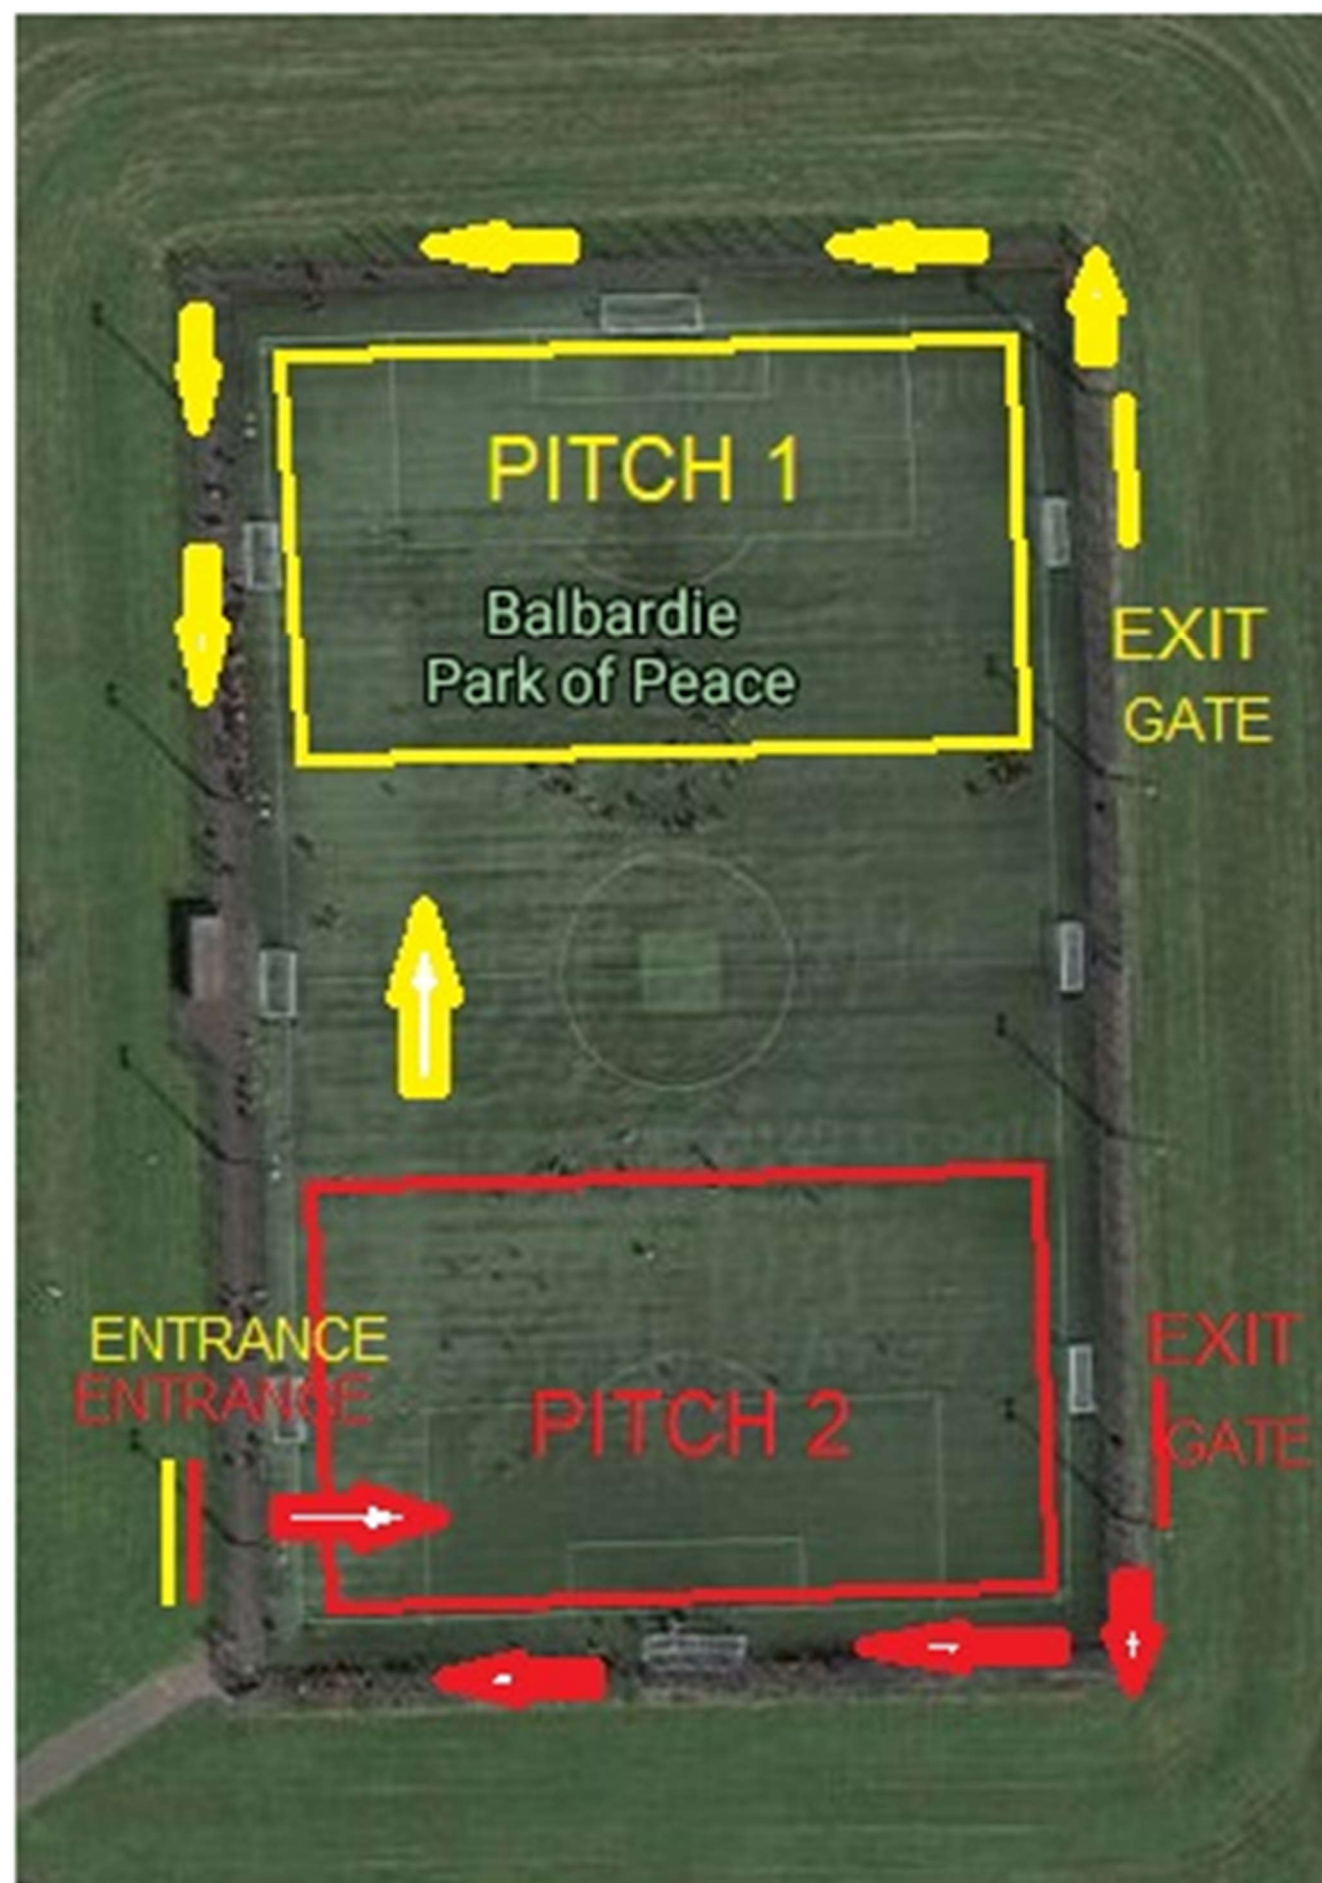 PITCH 1
Balbardie
Park of Peace
EXIT
GATE
ENTRANCE
ENTRANCE
EXIT
GATE
PITCH 2